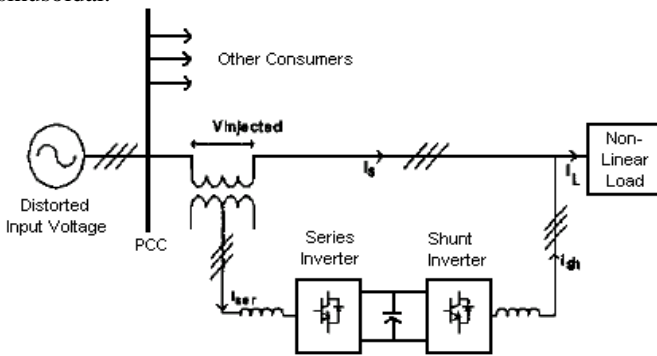 Other Consumers
Vinjected
Is
IL
Non-
Linear
Load
Distorted
Input Voltage
PCC
Series
Inverter
Shunt
Inverter
Iser
ish